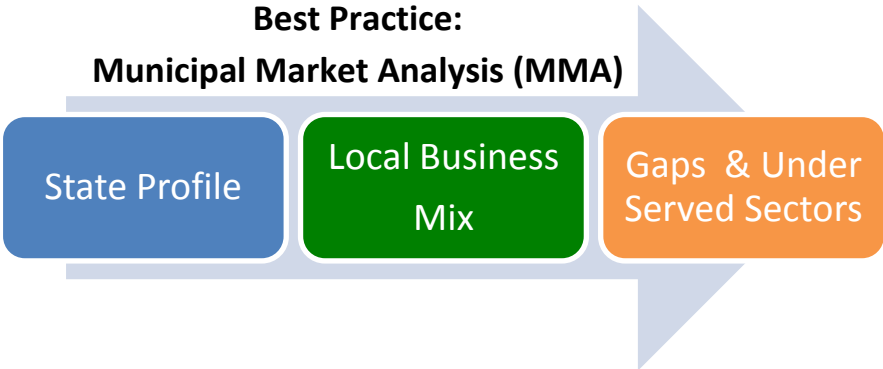 Best Practice:
Municipal Market Analysis (MMA)
State Profile
Local Business
Mix
Gaps & Under
Served Sectors